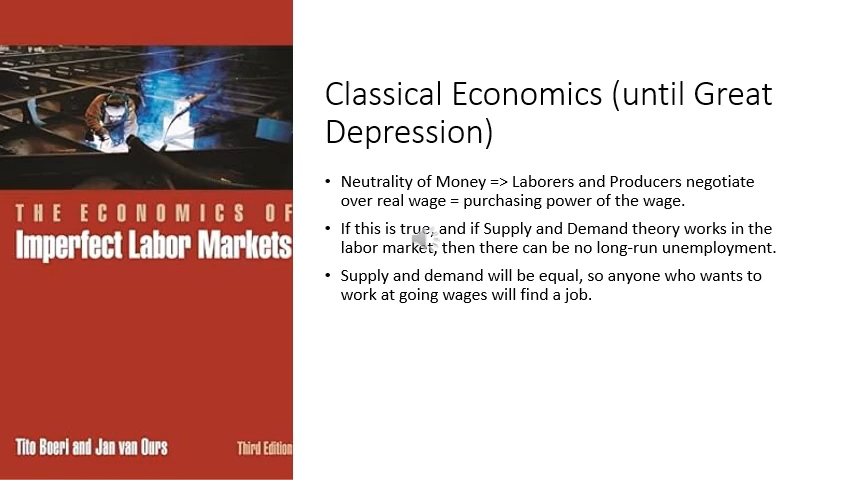 THE ECONOMICS OF
Imperfect Labor Markets
Tito Boeri and Jan van Ours
Third Edition
Classical Economics (until Great
Depression)
• Neutrality of Money => Laborers and Producers negotiate
over real wage = purchasing power of the wage.
• If this is true, and if Supply and Demand theory works in the
labor market, then there can be no long-run unemployment.
• Supply and demand will be equal, so anyone who wants to
work at going wages will find a job.